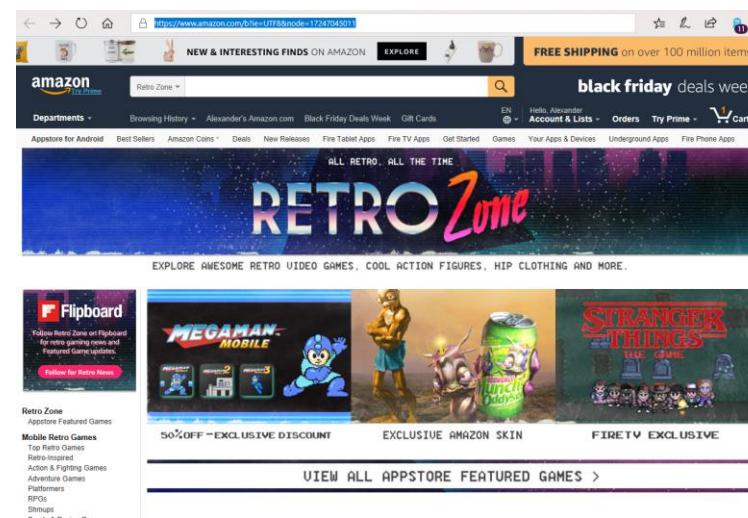 https://www.amazon.com/b?ie=UTF8&node=17247045011
11
NEW & INTERESTING FINDS ON AMAZON EXPLORE
FREE SHIPPING on over 100 million items
amazon
Try Prime
Retro Zone
black friday deals wee
Departments
Browsing History Alexander's Amazon.com Black Friday Deals Week Gift Cards
EN
Hello, Alexander
Account & Lists Orders Try Prime 1 Cart
Appstore for Android Best Sellers Amazon Coins Deals New Releases Fire Tablet Apps Fire TV Apps Get Started Games Your Apps & Devices Underground Apps Fire Phone Apps
ALL RETRO, ALL THE TIME
RETRO Zone
EXPLORE AWESOME RETRO VIDEO GAMES, COOL ACTION FIGURES, HIP CLOTHING AND MORE.
Flipboard
Follow Retro Zone on Flipboard
for retro gaming news and
Featured Game updates.
Follow for Retro News
MEGAMAN
MOBILE
STRANGER
THINGS
THE GAME
50%OFF -EXCLUSIVE DISCOUNT
EXCLUSIVE AMAZON SKIN
FIRETV EXCLUSIVE
VIEW ALL APPSTORE FEATURED GAMES >
Retro Zone
Appstore Featured Games
Mobile Retro Games
Top Retro Games
Retro-Inspired
Action & Fighting Games
Adventure Games
Platformers
RPGs
Shmups